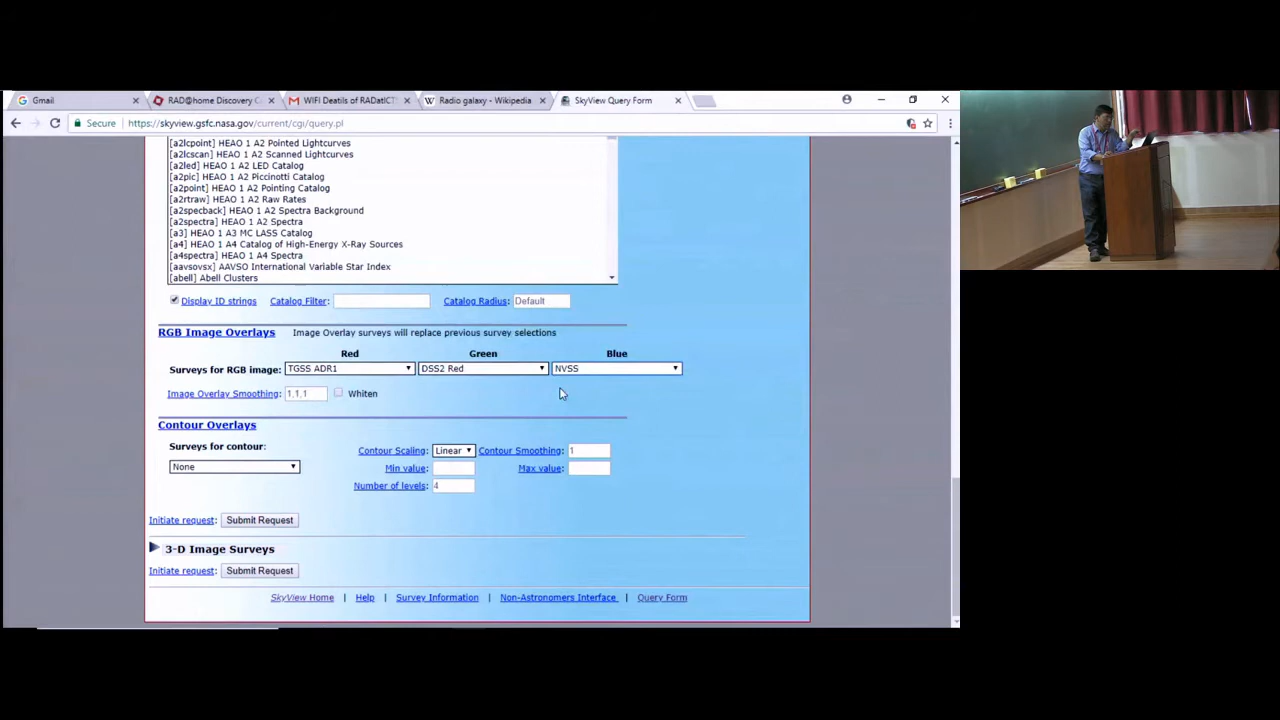 Gmail
RAD@home Discovery C
WIFI Deatils of RADatICT
Radio galaxy - Wikipedia
SkyView Query Form
Secure
https://skyview.gsfc.nasa.gov/current/cgi/query.pl
[a2lcpoint] HEAO 1 A2 Pointed Lightcurves
[a2lcscan] HEAO 1 A2 Scanned Lightcurves
[a2led] HEAO 1 A2 LED Catalog
[a2pic] HEAO 1 A2 Piccinotti Catalog
[a2point] HEAO 1 A2 Pointing Catalog
[a2rtraw] HEAO 1 A2 Raw Rates
[a2specback] HEAO 1 A2 Spectra Background
[a2spectra] HEAO 1 A2 Spectra
[a3] HEAO 1 A3 MC LASS Catalog
[a4] HEAO 1 A4 Catalog of High-Energy X-Ray Sources
[a4spectra] HEAO 1 A4 Spectra
[aavsovsx] AAVSO International Variable Star Index
[abell] Abell Clusters
Display ID strings Catalog Filter: Catalog Radius: Default
RGB Image Overlays Image Overlay surveys will replace previous survey selections
Red Green Blue
Surveys for RGB image: TGSS ADR1 DSS2 Red NVSS
Image Overlay Smoothing: 1,1,1 Whiten
Contour Overlays
Surveys for contour: Contour Scaling: Linear Contour Smoothing: 1
None Min value: Max value:
Number of levels: 4
Initiate request: Submit Request
3-D Image Surveys
Initiate request: Submit Request
SkyView Home | Help | Survey Information | Non-Astronomers Interface | Query Form